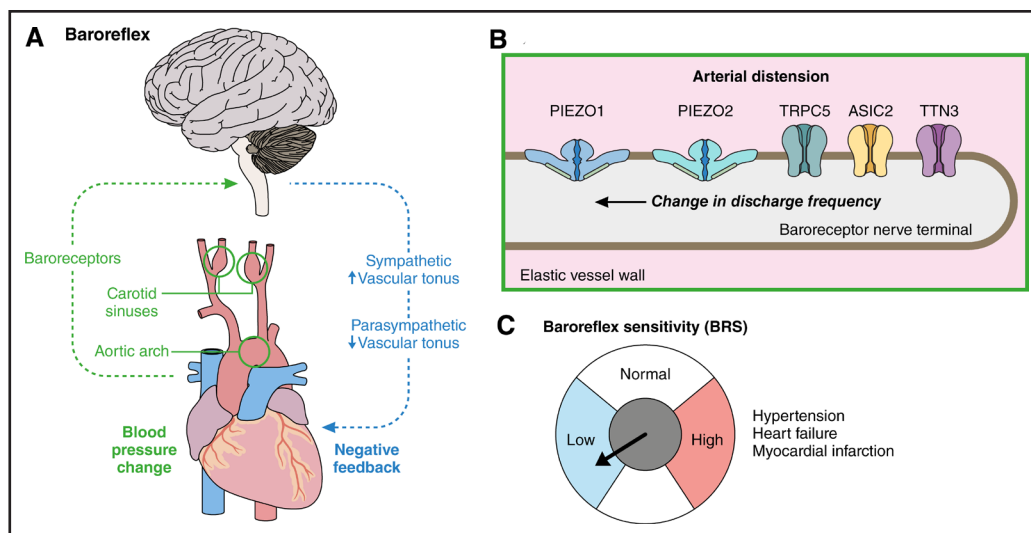 A Baroreflex
Baroreceptors
Carotid
sinuses
Aortic arch
Blood
pressure
change
Sympathetic
↑Vascular tonus
Parasympathetic
↓Vascular tonus
Negative
feedback
B
Arterial distension
PIEZO1 PIEZO2 TRPC5 ASIC2 TTN3
Change in discharge frequency
Baroreceptor nerve terminal
Elastic vessel wall
C Baroreflex sensitivity (BRS)
Normal
Low High
Hypertension
Heart failure
Myocardial infarction